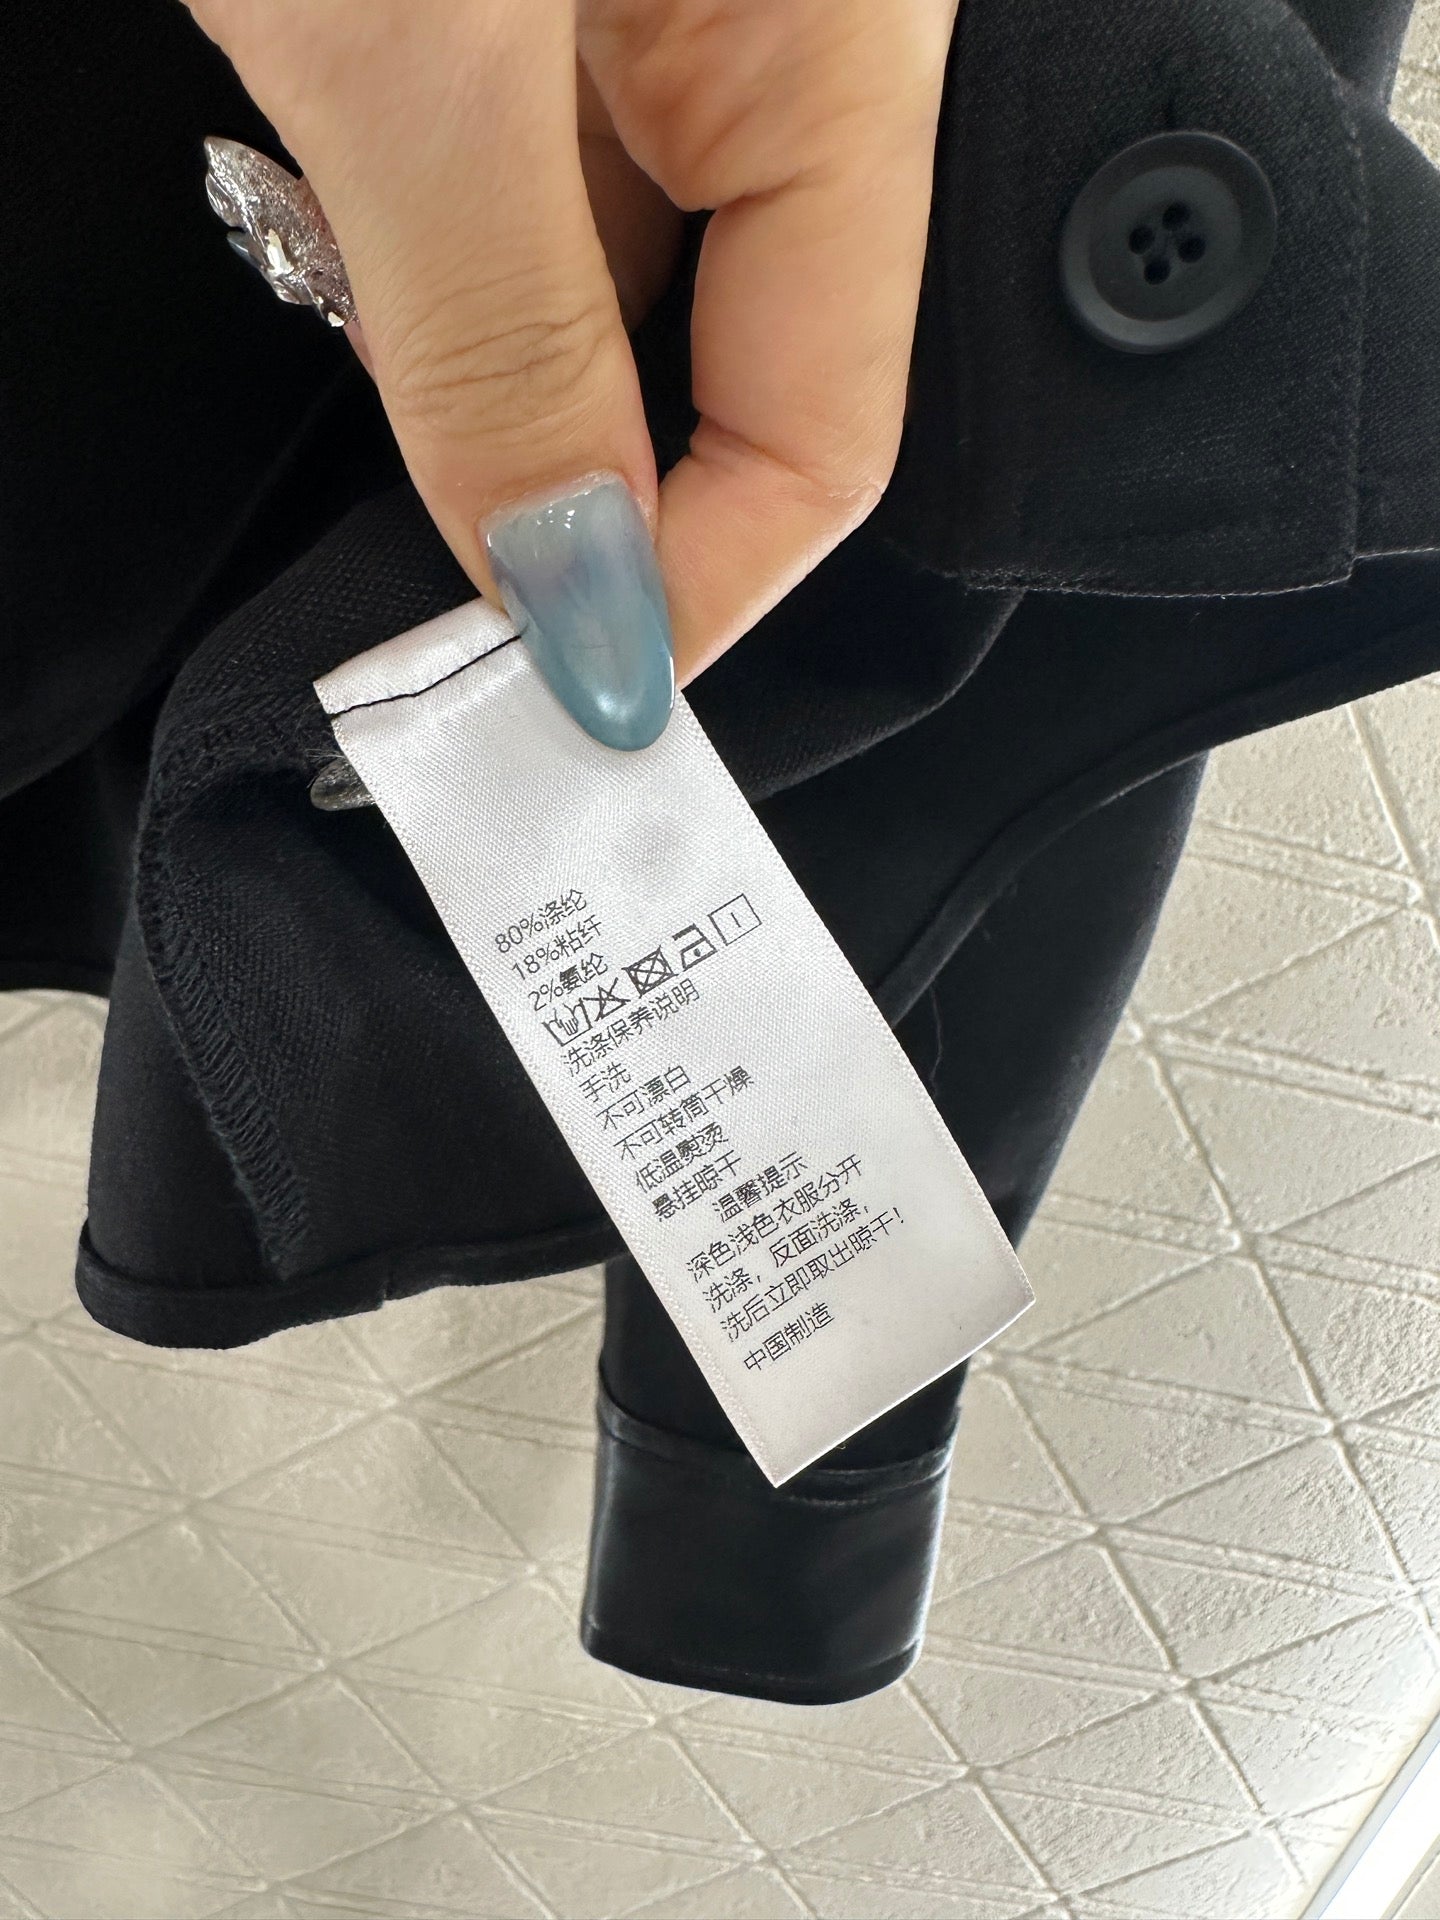 80%涤纶
18%粘纤
2%氨纶
洗涤保养说明
手洗
不可漂白
不可转筒干燥
低温熨烫
悬挂晾干
温馨提示
深色浅色衣服分开
洗涤，反面洗涤，
洗后立即取出晾干！
中国制造